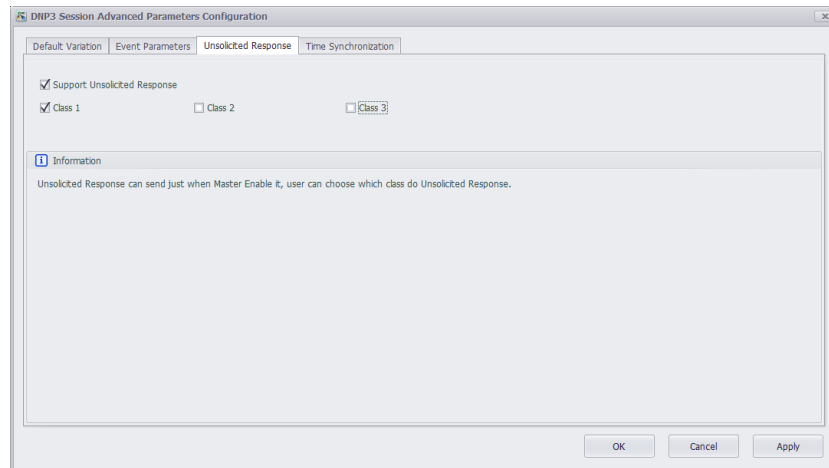 DNP3 Session Advanced Parameters Configuration
Default Variation Event Parameters Unsolicited Response Time Synchronization
Support Unsolicited Response
Class 1 Class 2 Class 3
Information
Unsolicited Response can send just when Master Enable it, user can choose which class do Unsolicited Response.
OK Cancel Apply